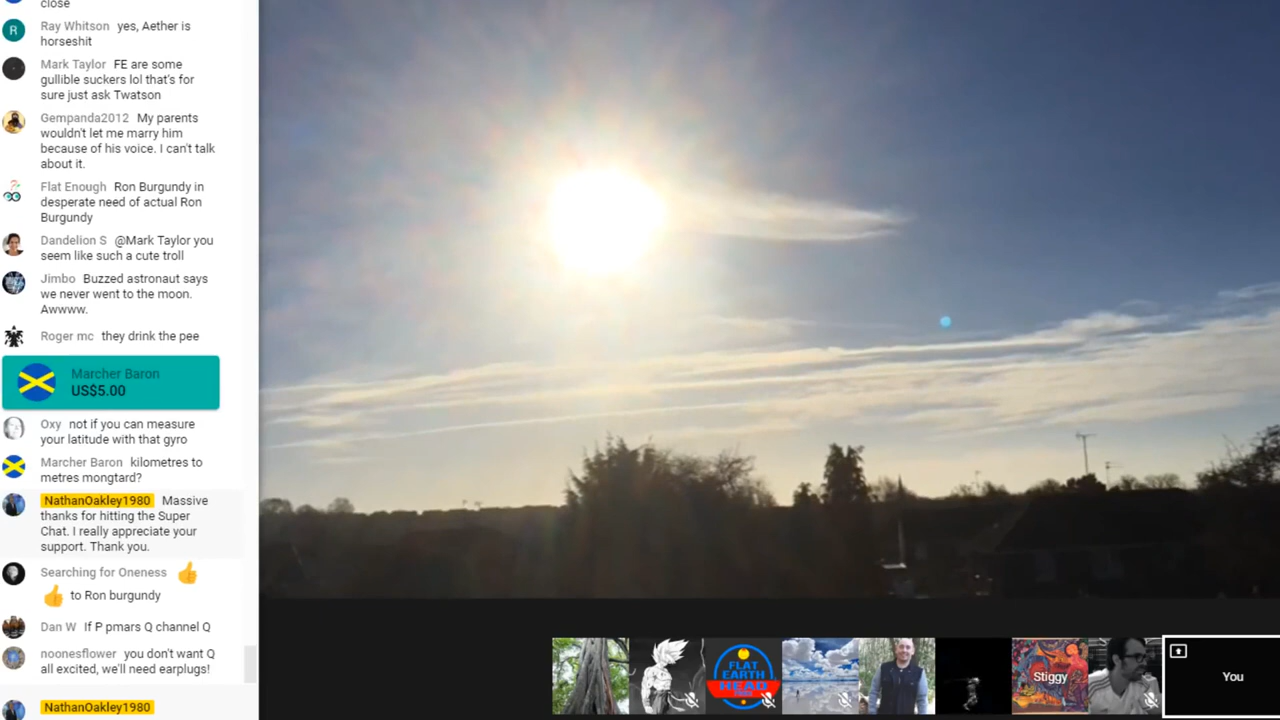 close
R
Ray Whitson yes, Aether is
horseshit
Mark Taylor FE are some
gullible suckers lol that's for
sure just ask Twatson
Gempanda2012 My parents
wouldn't let me marry him
because of his voice. I can't talk
about it.
Flat Enough Ron Burgundy in
desperate need of actual Ron
Burgundy
Dandelion S @Mark Taylor you
seem like such a cute troll
Jimbo Buzzed astronaut says
we never went to the moon.
Awwww.
Roger mc they drink the pee
Marcher Baron
US$5.00
Oxy not if you can measure
your latitude with that gyro
Marcher Baron kilometres to
metres mongtard?
NathanOakley1980 Massive
thanks for hitting the Super
Chat. I really appreciate your
support. Thank you.
Searching for Oneness
to Ron burgundy
Dan W If P pmars Q channel Q
noonesflower you don't want Q
all excited, we'll need earplugs!
NathanOakley1980
FLAT
EARTH
HEAD
Stiggy
You